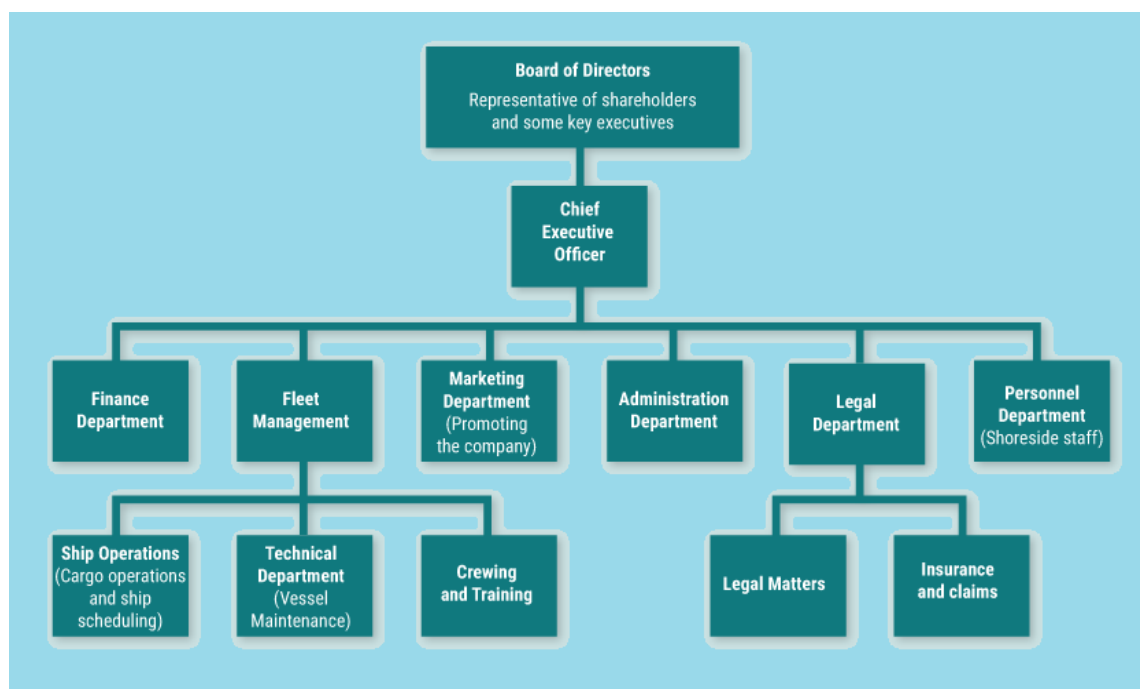 Board of Directors
Representative of shareholders
and some key executives
Chief
Executive
Officer
Finance
Department
Fleet
Management
Marketing
Department
(Promoting
the company)
Administration
Department
Legal
Department
Personnel
Department
(Shoreside staff)
Ship Operations
(Cargo operations
and ship
scheduling)
Technical
Department
(Vessel
Maintenance)
Crewing
and Training
Legal Matters
Insurance
and claims